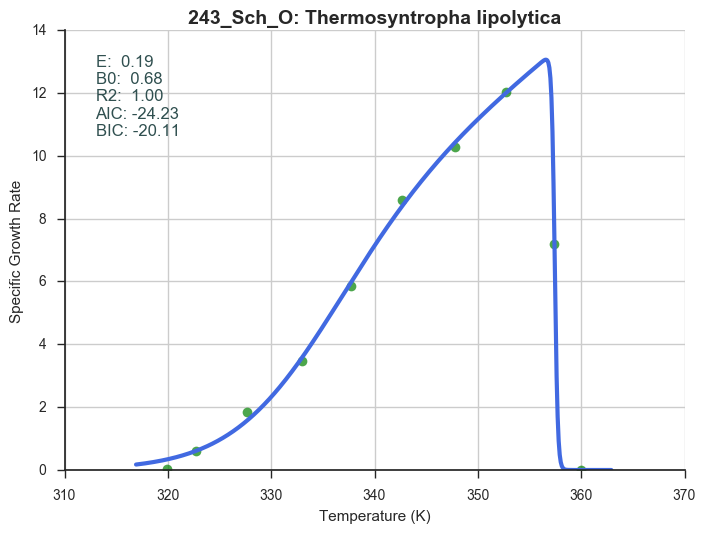 243_Sch_O: Thermosyntropha lipolytica
E: 0.19
B0: 0.68
R2: 1.00
AIC: -24.23
BIC: -20.11
Specific Growth Rate
14
12
10
8
6
4
2
0
310 320 330 340 350 360 370
Temperature (K)